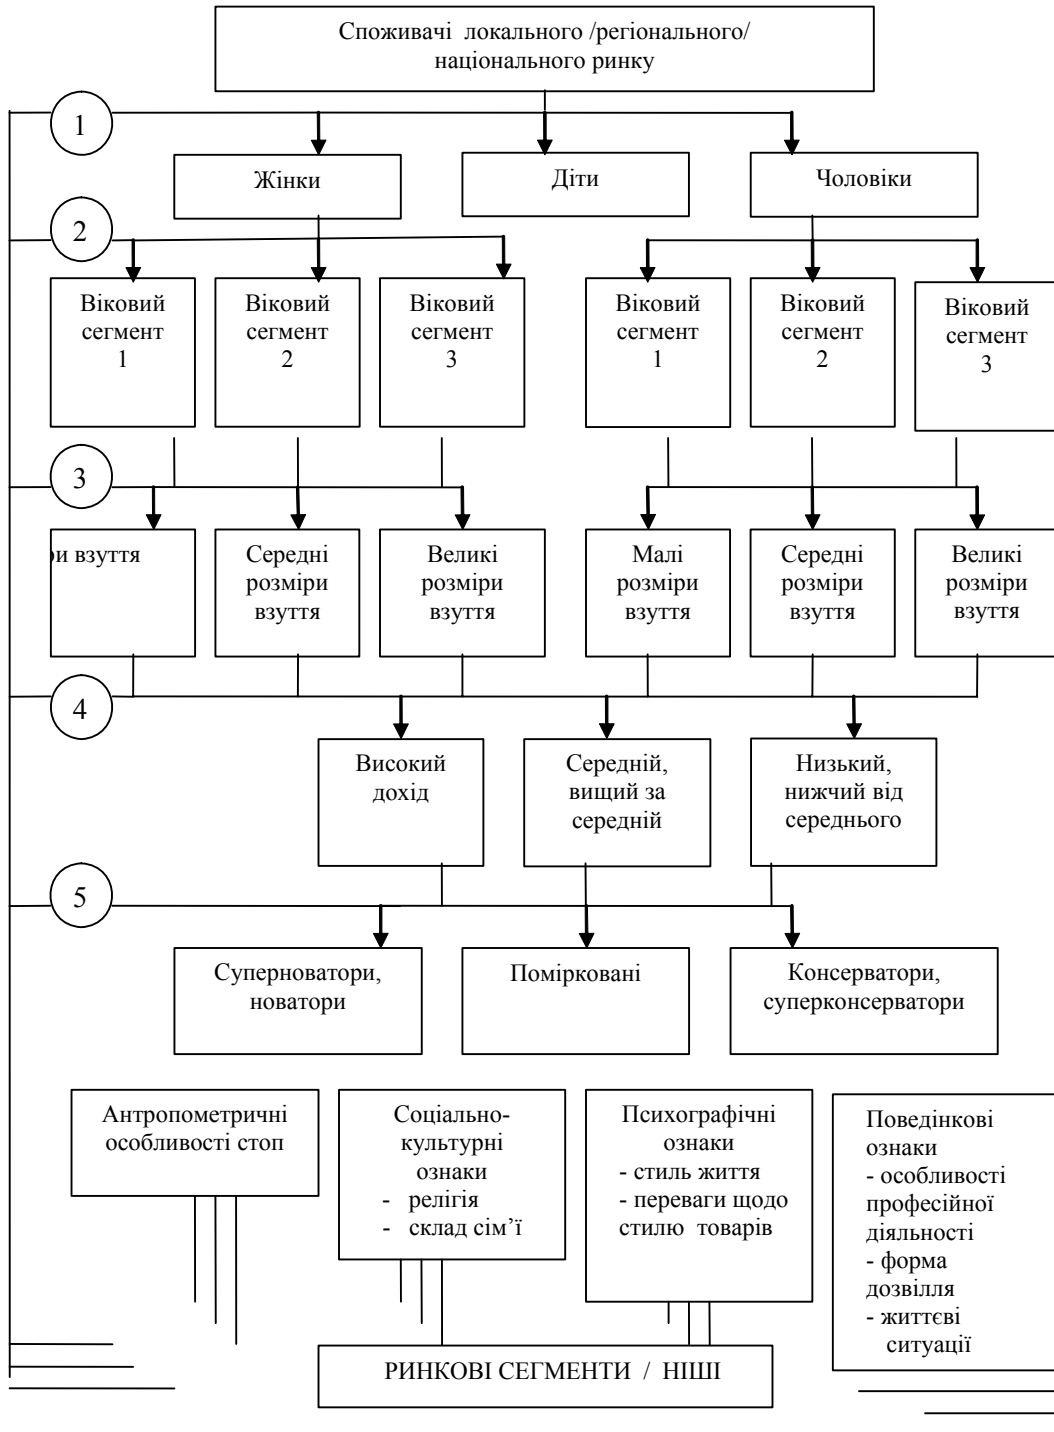 Споживачі локального /регіонального/
національного ринку
1
Жінки
Діти
Чоловіки
2
Віковий
сегмент
1
Віковий
сегмент
2
Віковий
сегмент
3
Віковий
сегмент
1
Віковий
сегмент
2
Віковий
сегмент
3
3
взуття
Середні
розміри
взуття
Великі
розміри
взуття
Малі
розміри
взуття
Середні
розміри
взуття
Великі
розміри
взуття
4
Високий
дохід
Середній,
вищий за
середній
Низький,
нижчий від
середнього
5
Суперноватори,
новатори
Помірковані
Консерватори,
суперконсерватори
Антропометричні
особливості стоп
Соціально-
культурні
ознаки
- релігія
- склад сім’ї
Психографічні
ознаки
- стиль життя
- переваги щодо
стилю товарів
Поведінкові
ознаки
- особливості
професійної
діяльності
- форма
дозвілля
- життєві
ситуації
РИНКОВІ СЕГМЕНТИ / НІШІ